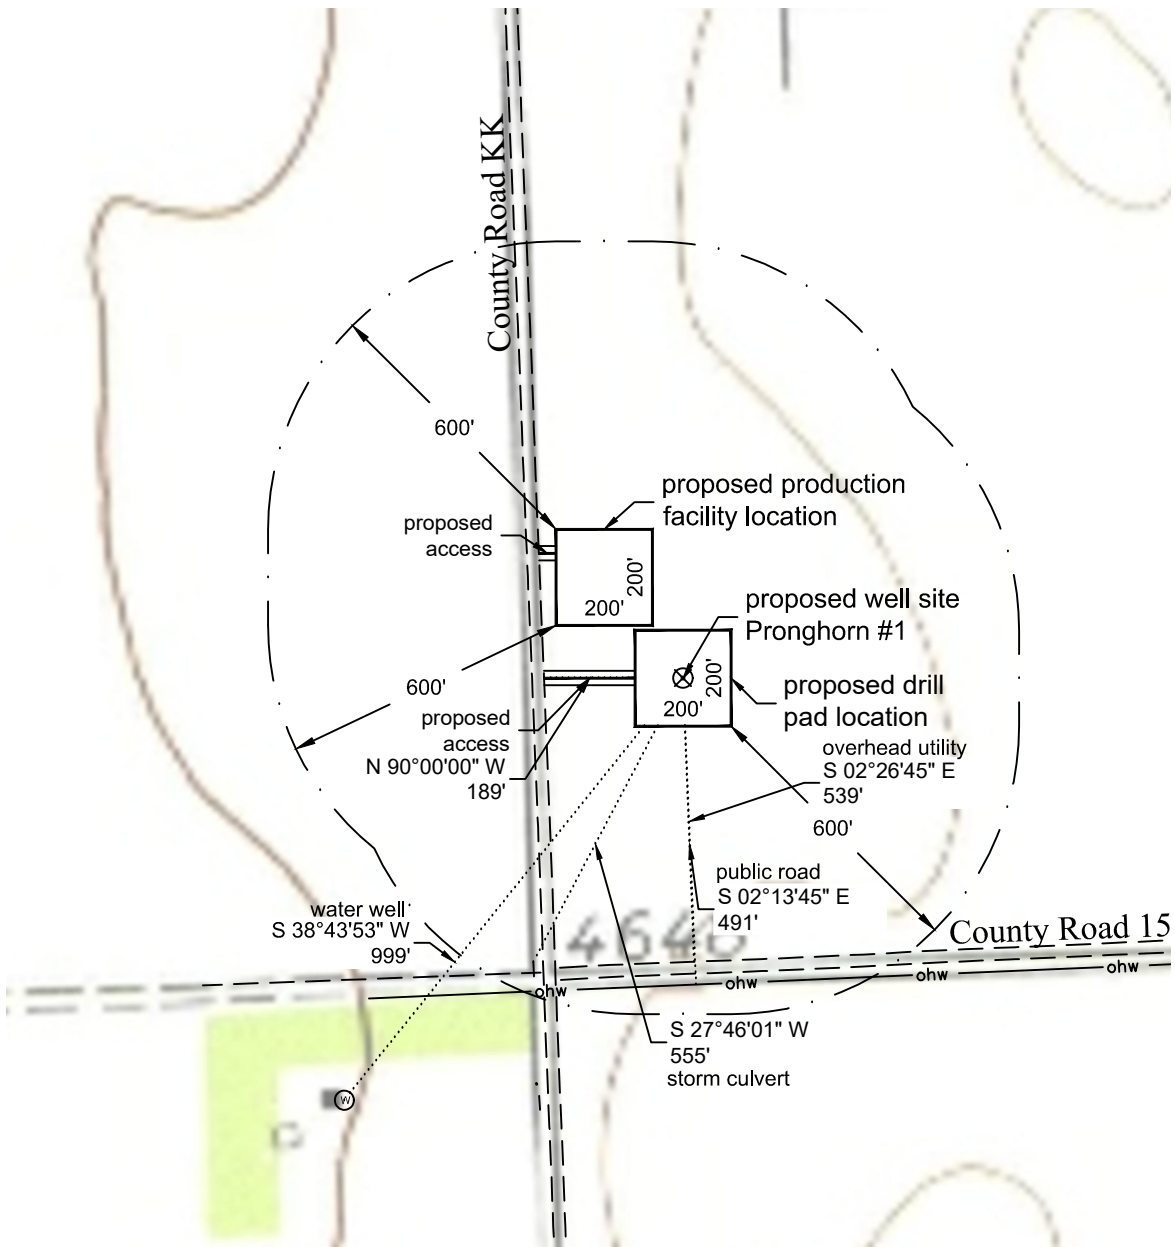 County Road KK
600'
proposed production
facility location
proposed
access
200'
200'
proposed well site
Pronghorn #1
600'
200'
200'
proposed drill
pad location
proposed
access
N 90°00'00" W
189'
overhead utility
S 02°26'45" E
539'
600'
public road
S 02°13'45" E
491'
water well
S 38°43'53" W
999'
4640
County Road 15
ohw
ohw
ohw
ohw
S 27°46'01" W
555'
storm culvert
W